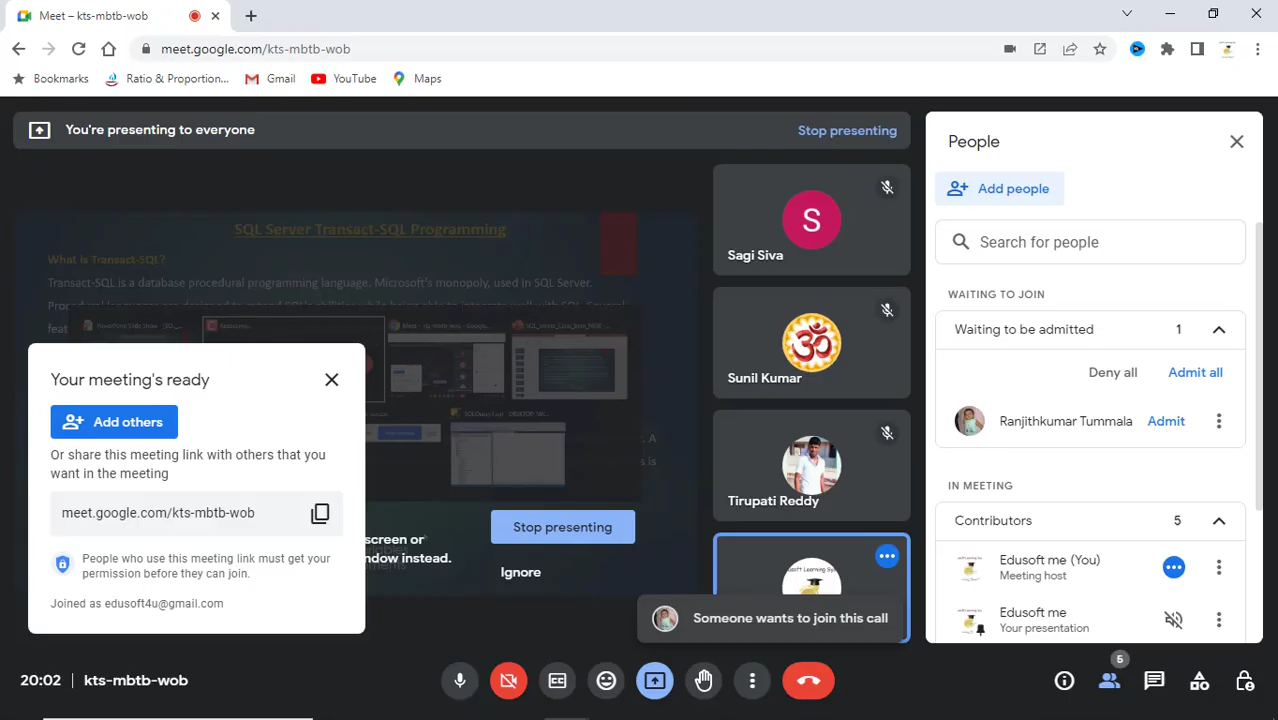 Meet – kts-mbtb-wob
meet.google.com/kts-mbtb-wob
Bookmarks
Ratio & Proportion...
Gmail
YouTube
Maps
You're presenting to everyone
Stop presenting
SQL Server Transact-SQL Programming
What is Transact-SQL?
Transact-SQL is a database procedural programming language. Microsoft's monopoly, used in SQL Server.
Your meeting's ready
Add others
Or share this meeting link with others that you
want in the meeting
meet.google.com/kts-mbtb-wob
People who use this meeting link must get your
permission before they can join.
Joined as edusoft4u@gmail.com
screen or
ndow instead.
Stop presenting
Ignore
S
Sagi Siva
Sunil Kumar
Tirupati Reddy
Someone wants to join this call
People
Add people
Search for people
WAITING TO JOIN
Waiting to be admitted 1
Deny all
Admit all
Ranjithkumar Tummala
Admit
IN MEETING
Contributors 5
Edusoft me (You)
Meeting host
Edusoft me
Your presentation
20:02 | kts-mbtb-wob
CC
5